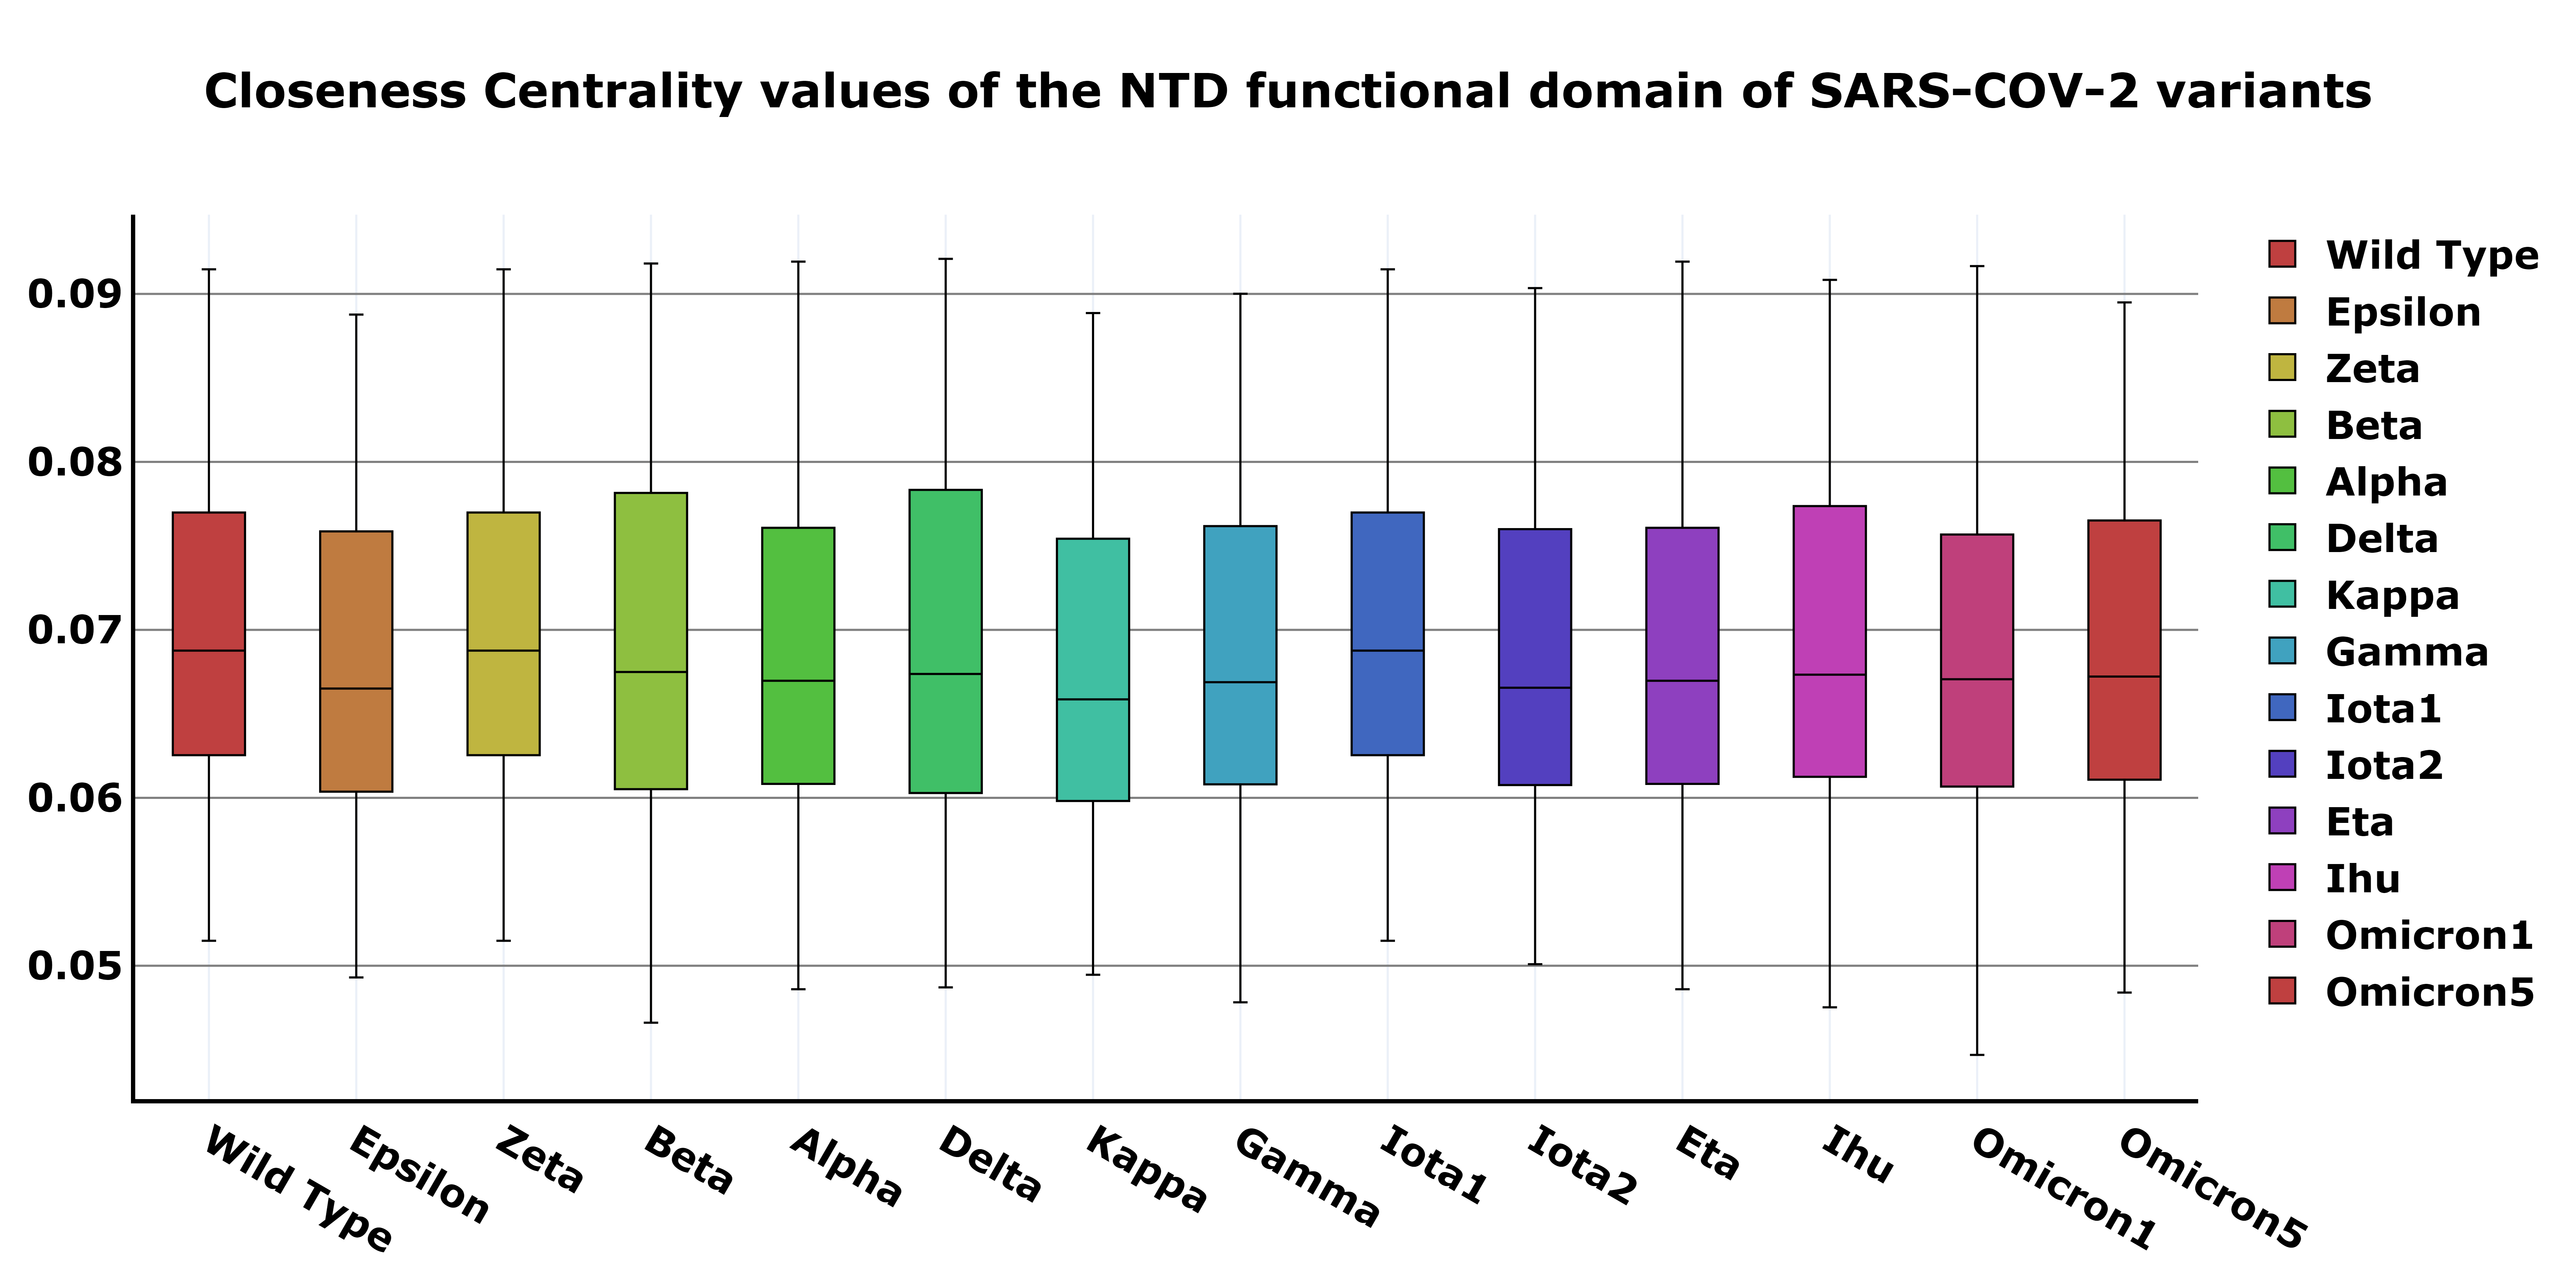 Closeness Centrality values of the NTD functional domain of SARS-COV-2 variants
0.09
0.08
0.07
0.06
0.05
Wild Type
Epsilon
Zeta
Beta
Alpha
Delta
Kappa
Gamma
Iota1
Iota2
Eta
Ihu
Omicron1
Omicron5
Wild Type
Epsilon
Zeta
Beta
Alpha
Delta
Kappa
Gamma
Iota1
Iota2
Eta
Ihu
Omicron1
Omicron5